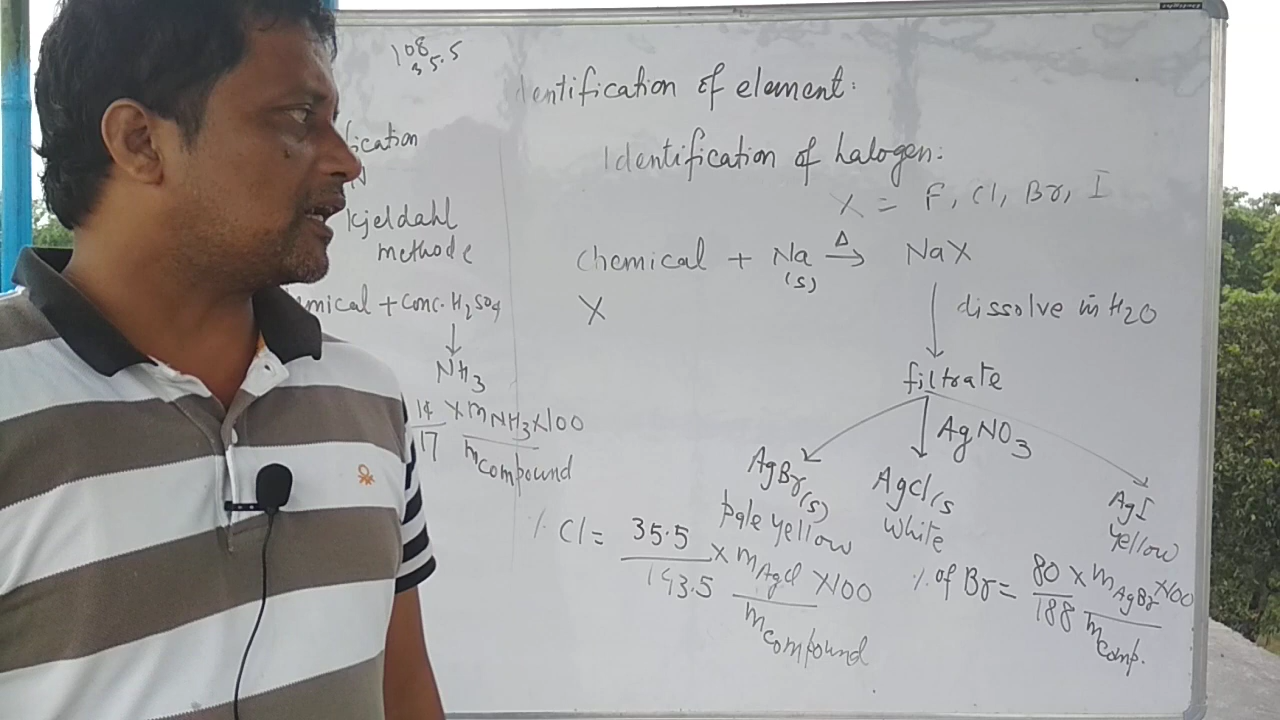 108
35.5
dentification of element:
Identification of halogen:
X = F, Cl, Br, I
Chemical + Na (s) Δ → NaX
X
dissolve in H2O
filtrate
AgNO3
AgBr(s)
pale yellow
AgCl(s
white
AgI
yellow
% Cl = 35.5/143.5 × mAgCl/mcompound ×100
% of Br = 80/188 × mAgBr/mcomp. ×100
ication
N
Kjeldahl
methode
mical + Conc. H2SO4
NH3
14/17 × mNH3/mcompound ×100